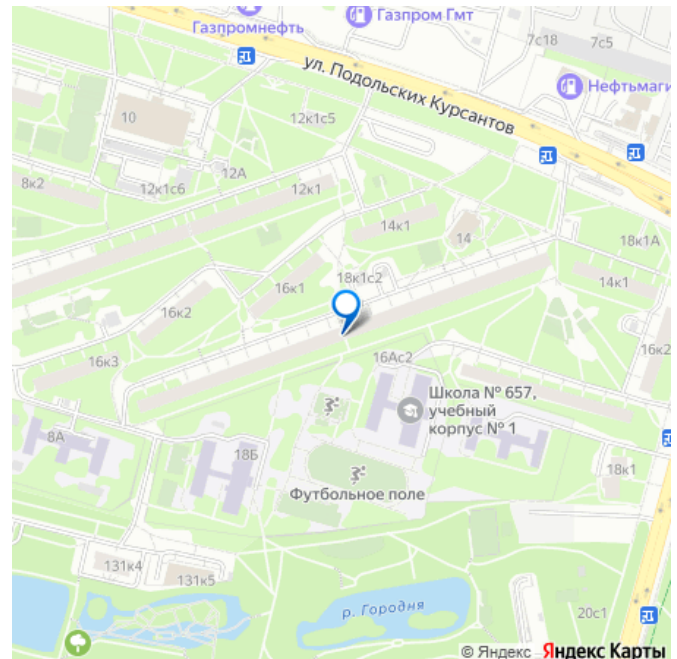 Газпромнефть
Газпром Гмт
7с18
7с5
Нефтьмаги
ул. Подольских Курсантов
10
12к1с5
12А
12к1с6
12к1
8к2
14к1
14
18к1А
18к1с2
14к1
16к1
16к2
16к2
16к3
16Ас2
Школа № 657,
учебный
корпус № 1
8А
18Б
18к1
Футбольное поле
131к4
131к5
р. Городня
20с1
© Яндекс Яндекс Карты